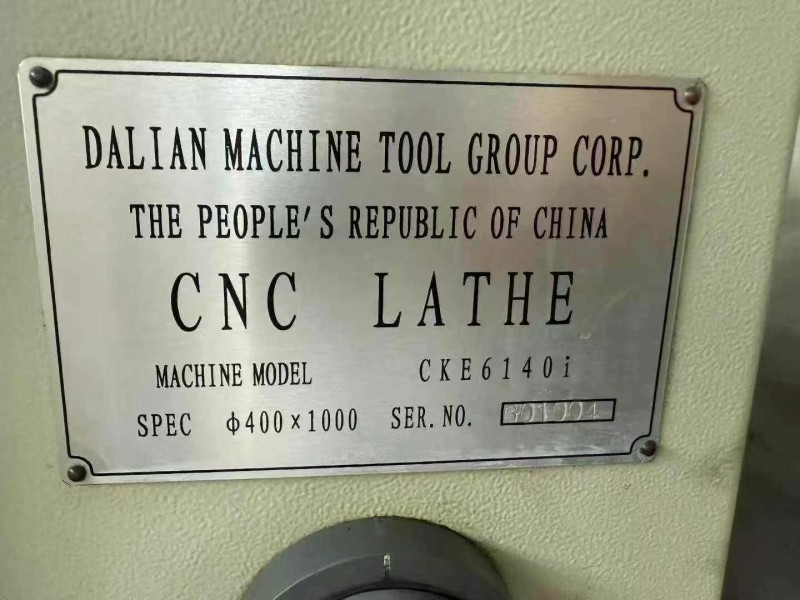 DALIAN MACHINE TOOL GROUP CORP.
THE PEOPLE'S REPUBLIC OF CHINA
CNC LATHE
MACHINE MODEL CKE6140i
SPEC Φ400×1000 SER. NO.